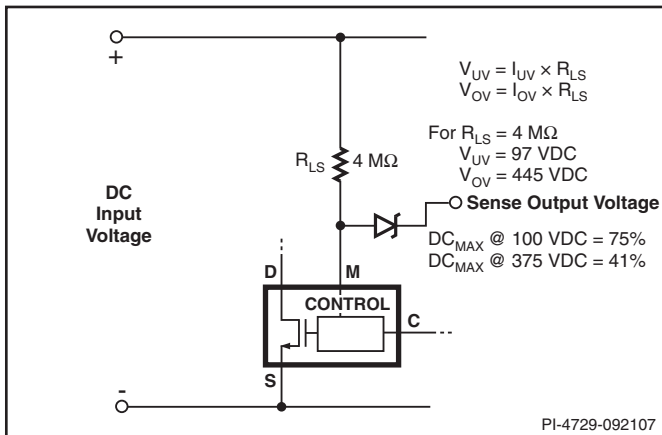 +
V_UV = I_UV × R_LS
V_OV = I_OV × R_LS
For R_LS = 4 MΩ
V_UV = 97 VDC
V_OV = 445 VDC
R_LS 4 MΩ
DC
Input
Voltage
Sense Output Voltage
DC_MAX @ 100 VDC = 75%
DC_MAX @ 375 VDC = 41%
D
M
CONTROL
C
S
-
PI-4729-092107